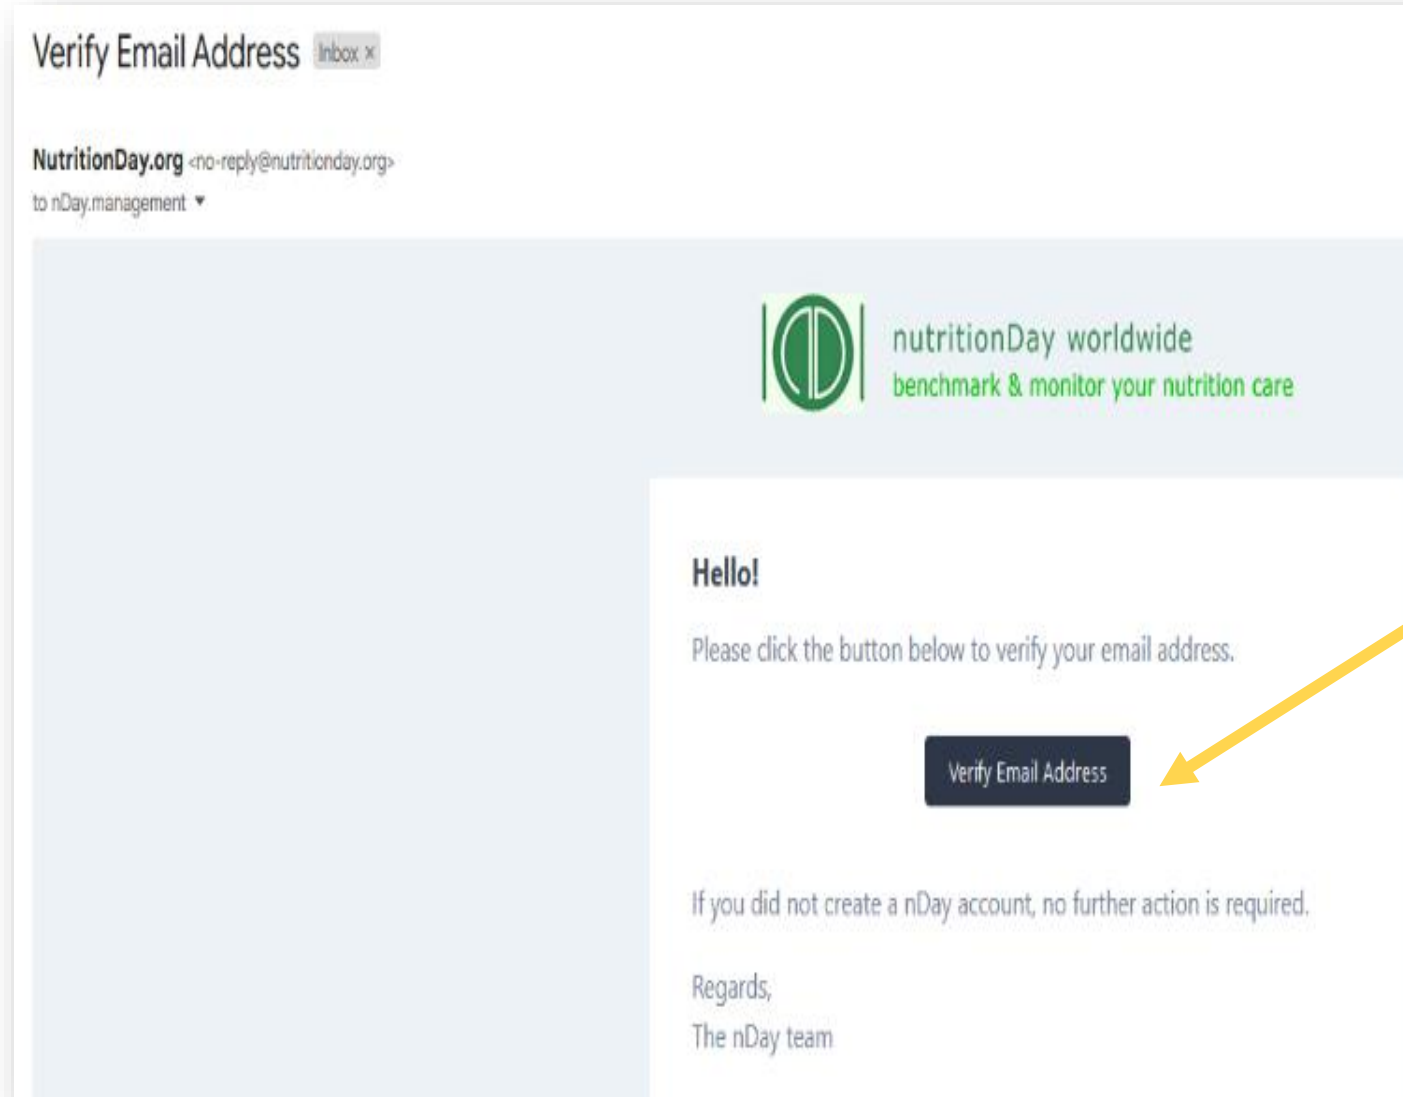 Verify Email Address Inbox ×
NutritionDay.org <no-reply@nutritionday.org>
to nDay.management
nutritionDay worldwide
benchmark & monitor your nutrition care
Hello!
Please click the button below to verify your email address.
Verify Email Address
If you did not create a nDay account, no further action is required.
Regards,
The nDay team